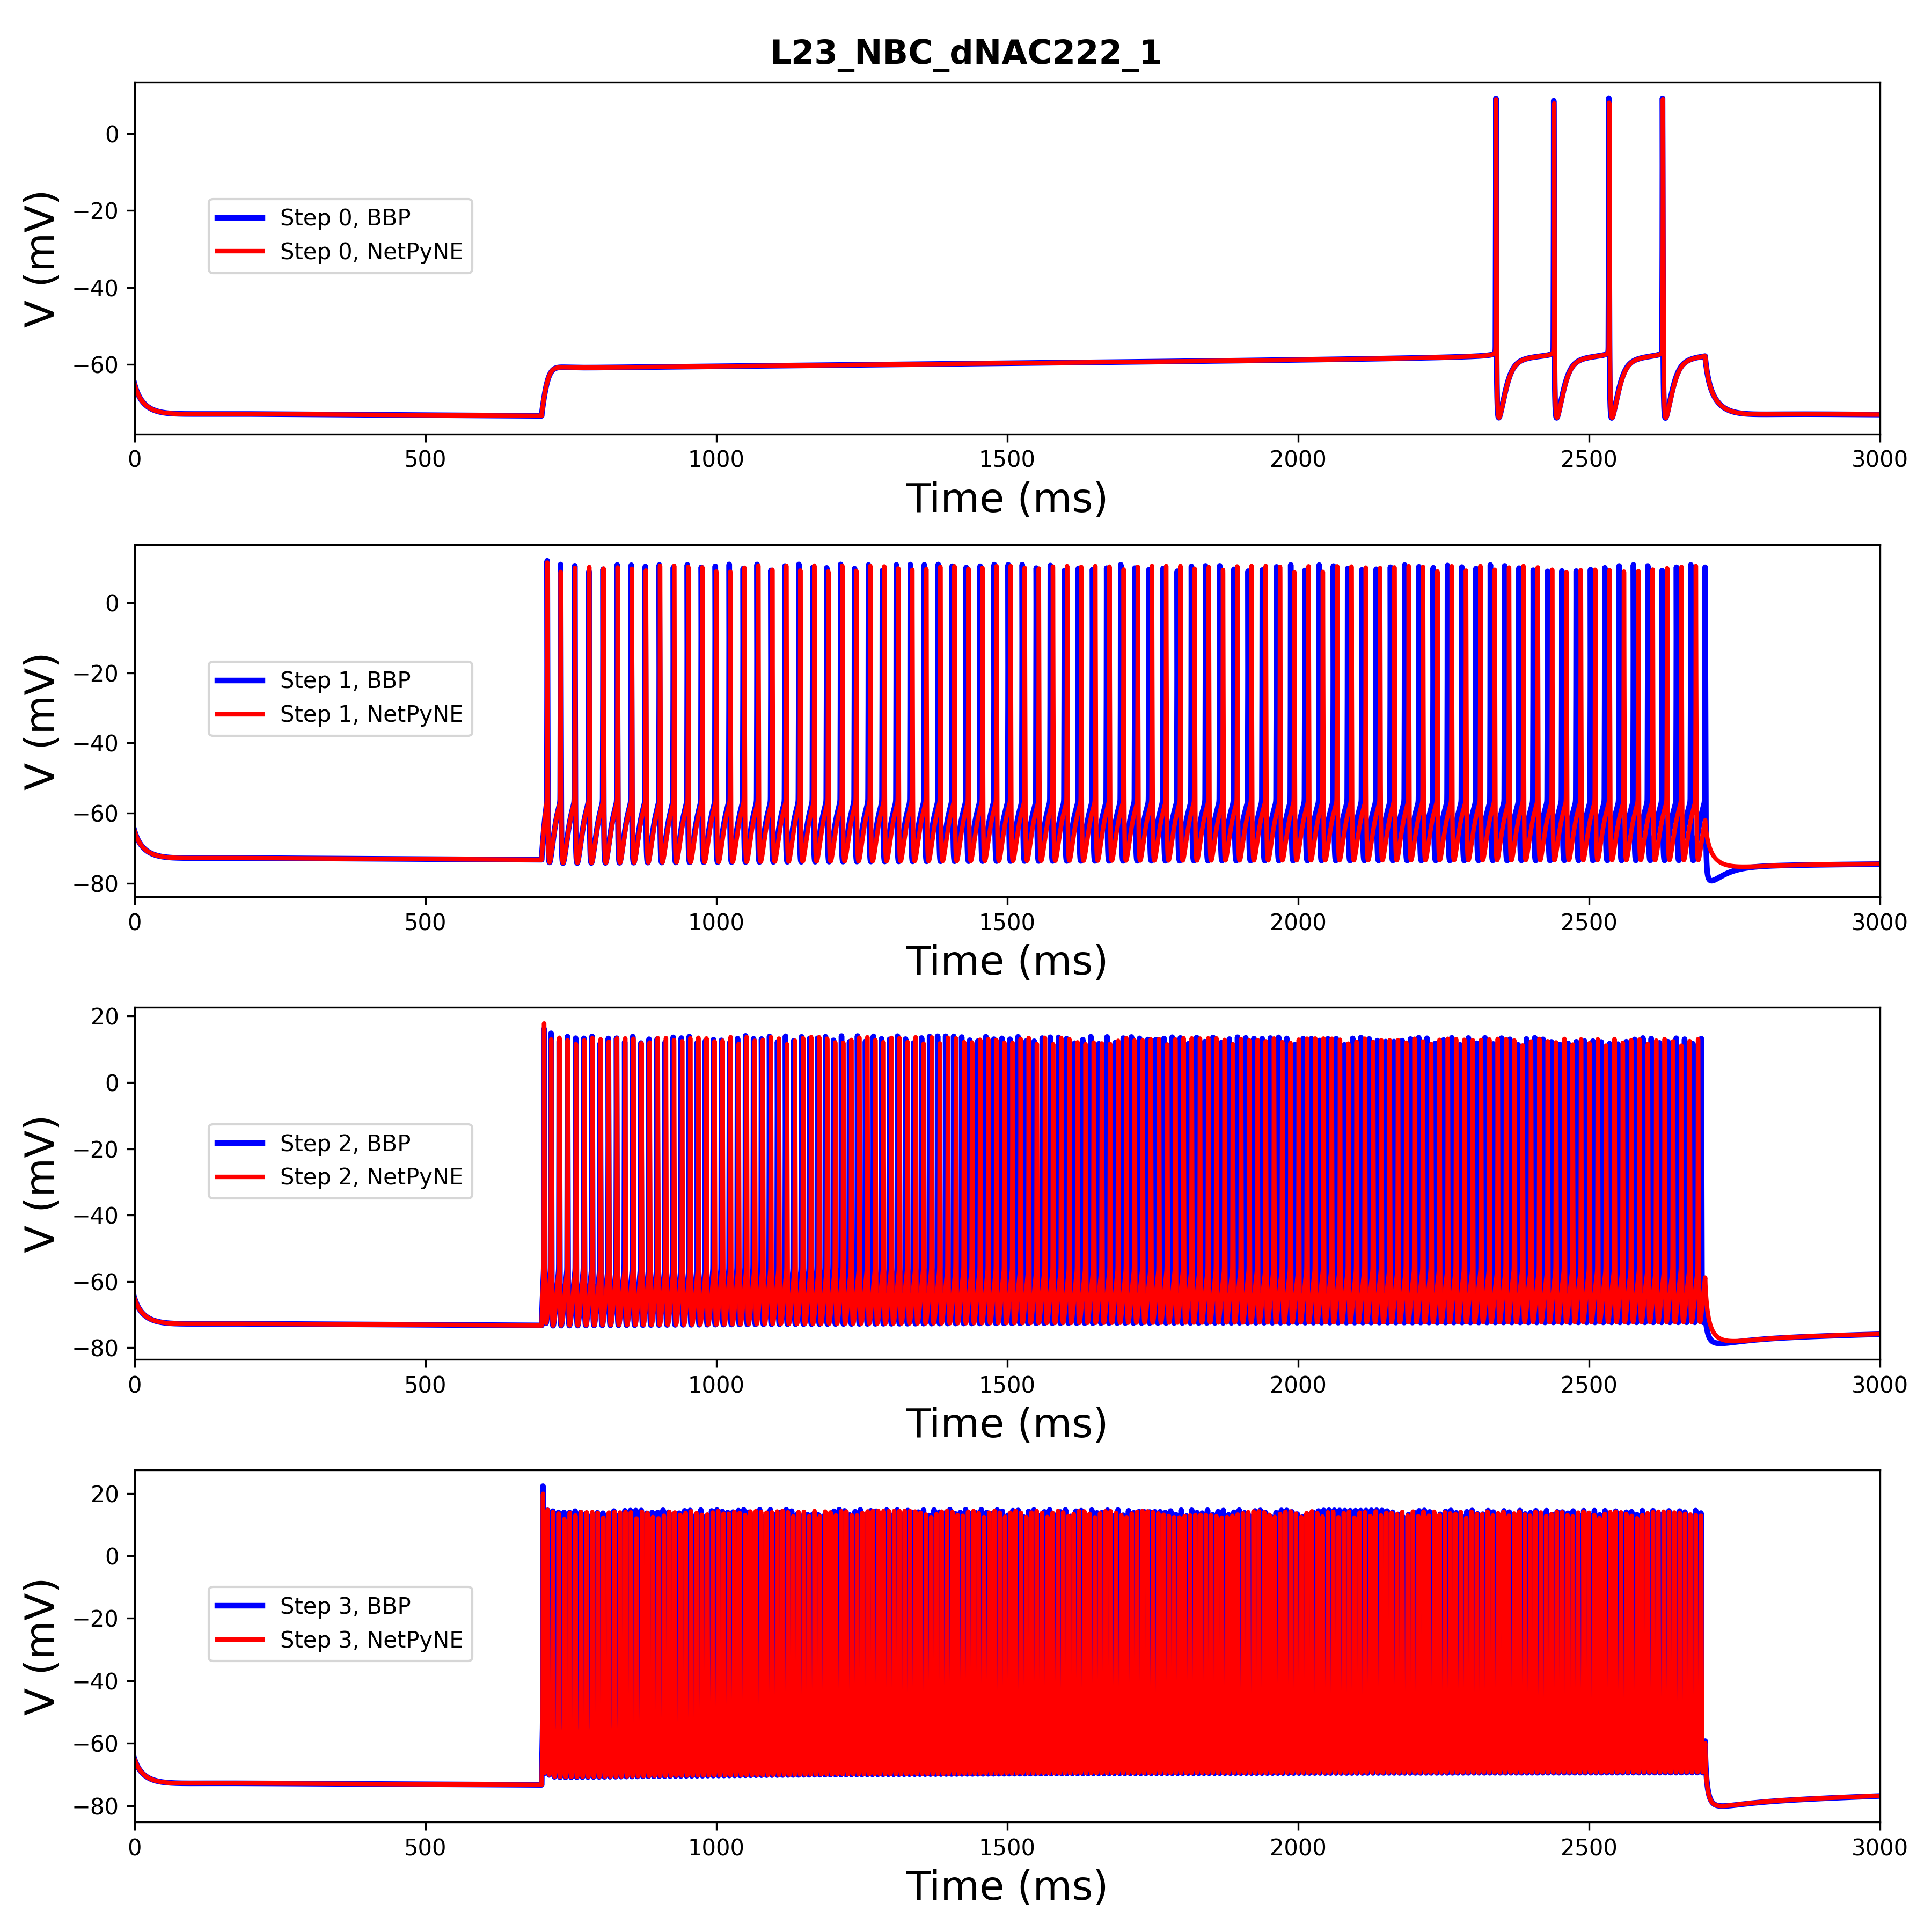 L23_NBC_dNAC222_1
V (mV)
0
−20
−40
−60
Step 0, BBP
Step 0, NetPyNE
0 500 1000 1500 2000 2500 3000
Time (ms)
V (mV)
0
−20
−40
−60
−80
Step 1, BBP
Step 1, NetPyNE
0 500 1000 1500 2000 2500 3000
Time (ms)
V (mV)
20
0
−20
−40
−60
−80
Step 2, BBP
Step 2, NetPyNE
0 500 1000 1500 2000 2500 3000
Time (ms)
V (mV)
20
0
−20
−40
−60
−80
Step 3, BBP
Step 3, NetPyNE
0 500 1000 1500 2000 2500 3000
Time (ms)